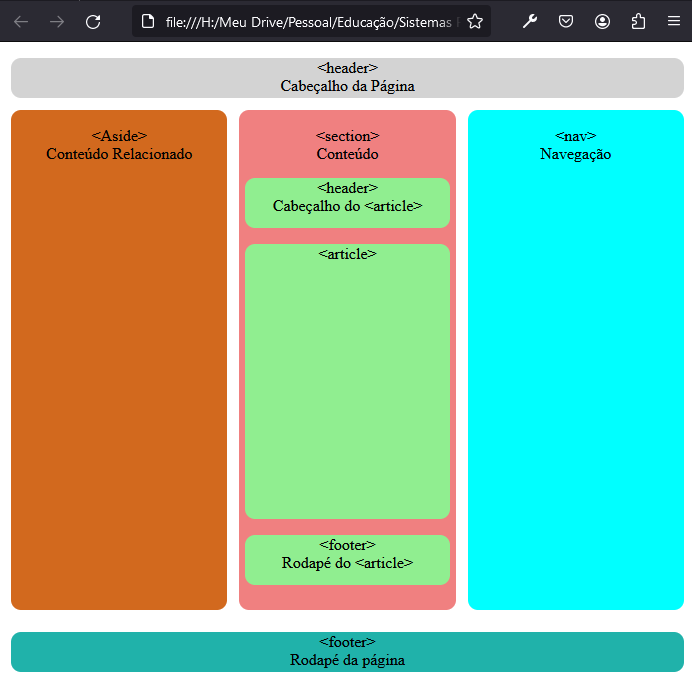 file:///H:/Meu Drive/Pessoal/Educação/Sistemas
<header>
Cabeçalho da Página
<Aside>
Conteúdo Relacionado
<section>
Conteúdo
<header>
Cabeçalho do <article>
<article>
<footer>
Rodapé do <article>
<nav>
Navegação
<footer>
Rodapé da página